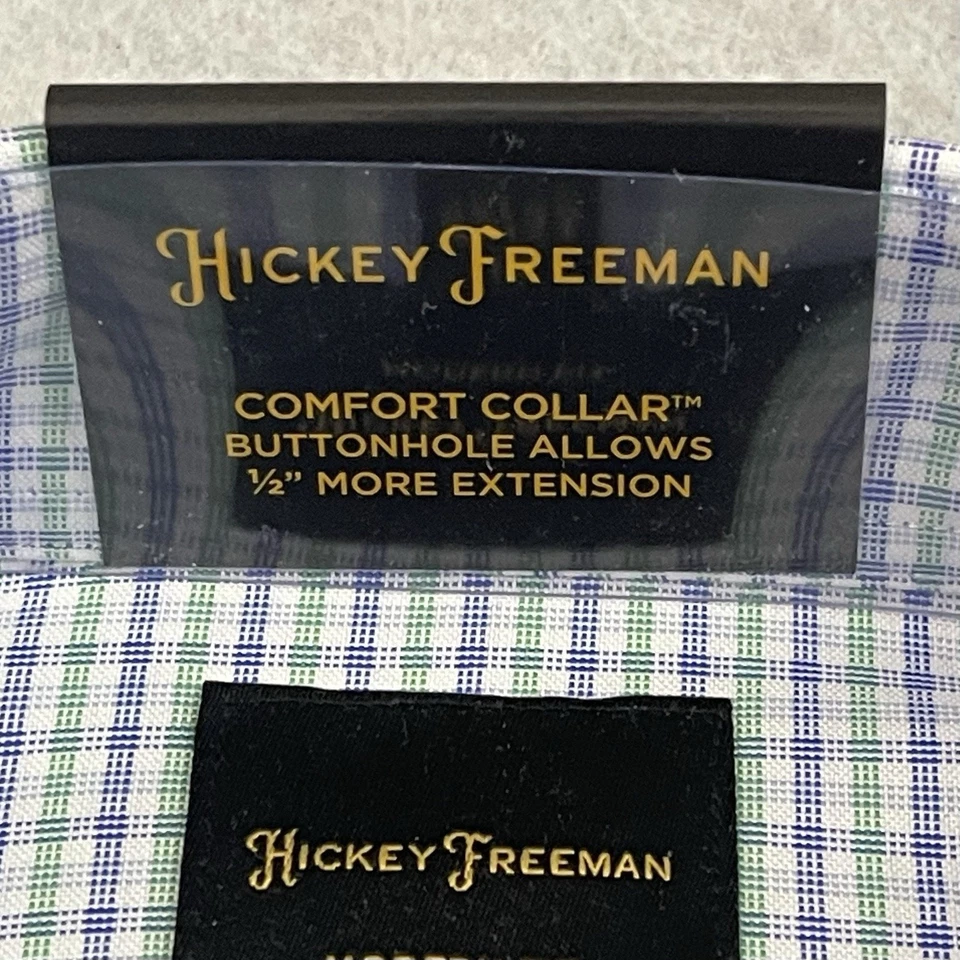 HICKEY FREEMAN
COMFORT COLLAR™
BUTTONHOLE ALLOWS
½” MORE EXTENSION
HICKEY FREEMAN